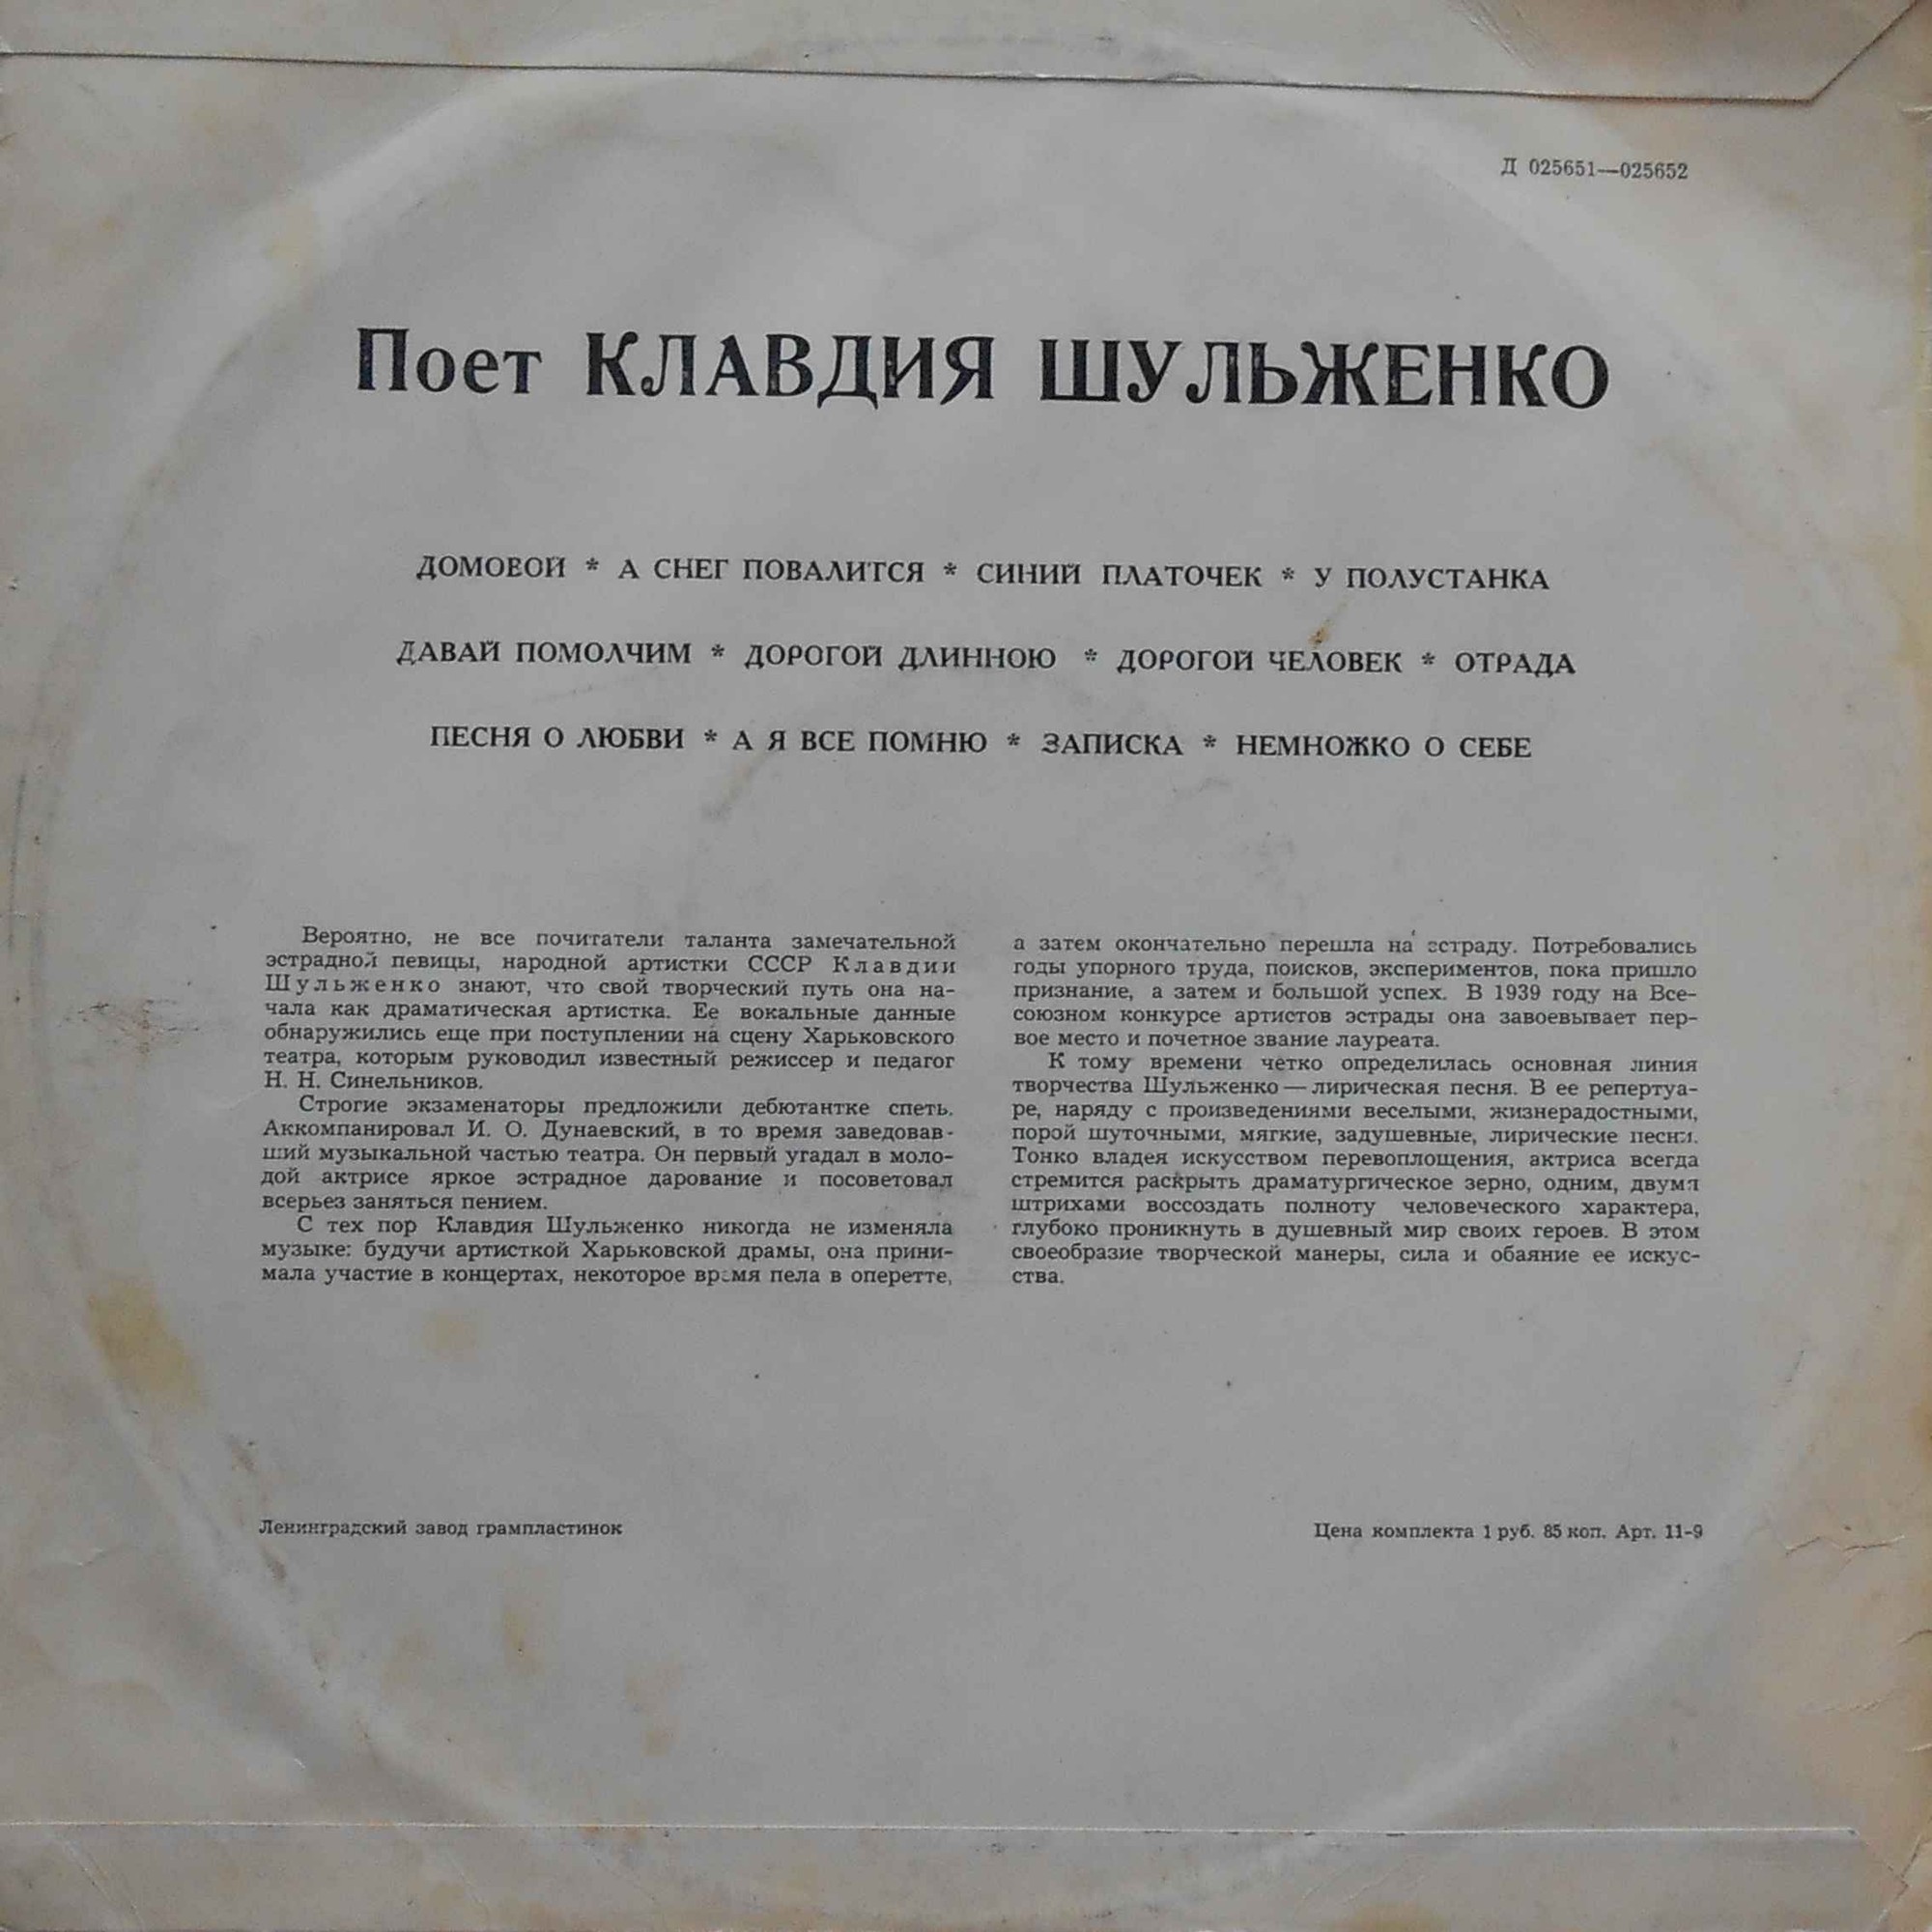 Д 025651—025652
Поет КЛАВДИЯ ШУЛЬЖЕНКО
ДОМОВОЙ * А СНЕГ ПОВАЛИТСЯ * СИНИЙ ПЛАТОЧЕК * У ПОЛУСТАНКА
ДАВАЙ ПОМОЛЧИМ * ДОРОГОЙ ДЛИННОЮ * ДОРОГОЙ ЧЕЛОВЕК * ОТРАДА
ПЕСНЯ О ЛЮБВИ * А Я ВСЕ ПОМНЮ * ЗАПИСКА * НЕМНОЖКО О СЕБЕ
Вероятно, не все почитатели таланта замечательной
эстрадной певицы, народной артистки СССР Клавдии
Шульженко знают, что свой творческий путь она на-
чала как драматическая артистка. Ее вокальные данные
обнаружились еще при поступлении на сцену Харьковского
театра, которым руководил известный режиссер и педагог
Н. Н. Синельников.
Строгие экзаменаторы предложили дебютантке спеть.
Аккомпанировал И. О. Дунаевский, в то время заведовав-
ший музыкальной частью театра. Он первый угадал в моло-
дой актрисе яркое эстрадное дарование и посоветовал
всерьез заняться пением.
С тех пор Клавдия Шульженко никогда не изменяла
музыке: будучи артисткой Харьковской драмы, она прини-
мала участие в концертах, некоторое время пела в оперетте,
а затем окончательно перешла на эстраду. Потребовались
годы упорного труда, поисков, экспериментов, пока пришло
признание, а затем и большой успех. В 1939 году на Все-
союзном конкурсе артистов эстрады она завоевывает пер-
вое место и почетное звание лауреата.
К тому времени четко определилась основная линия
творчества Шульженко — лирическая песня. В ее репертуа-
ре, наряду с произведениями веселыми, жизнерадостными,
порой шуточными, мягкие, задушевные, лирические песни.
Тонко владея искусством перевоплощения, актриса всегда
стремится раскрыть драматургическое зерно, одним, двумя
штрихами воссоздать полноту человеческого характера,
глубоко проникнуть в душевный мир своих героев. В этом
своеобразие творческой манеры, сила и обаяние ее искус-
ства.
Ленинградский завод грампластинок
Цена комплекта 1 руб. 85 коп. Арт. 11-9